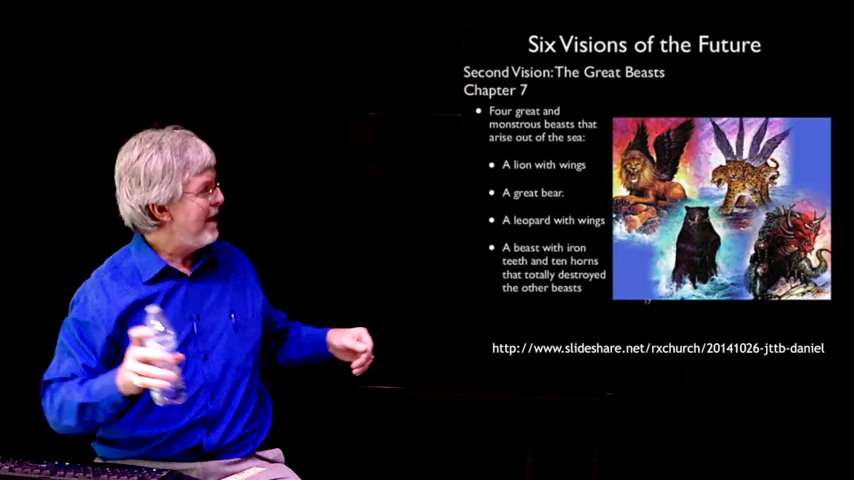 Six Visions of the Future
Second Vision: The Great Beasts
Chapter 7
• Four great and
monstrous beasts that
arise out of the sea:
• A lion with wings
• A great bear.
• A leopard with wings
• A beast with iron
teeth and ten horns
that totally destroyed
the other beasts
17
http://www.slideshare.net/rxchurch/20141026-jttb-daniel